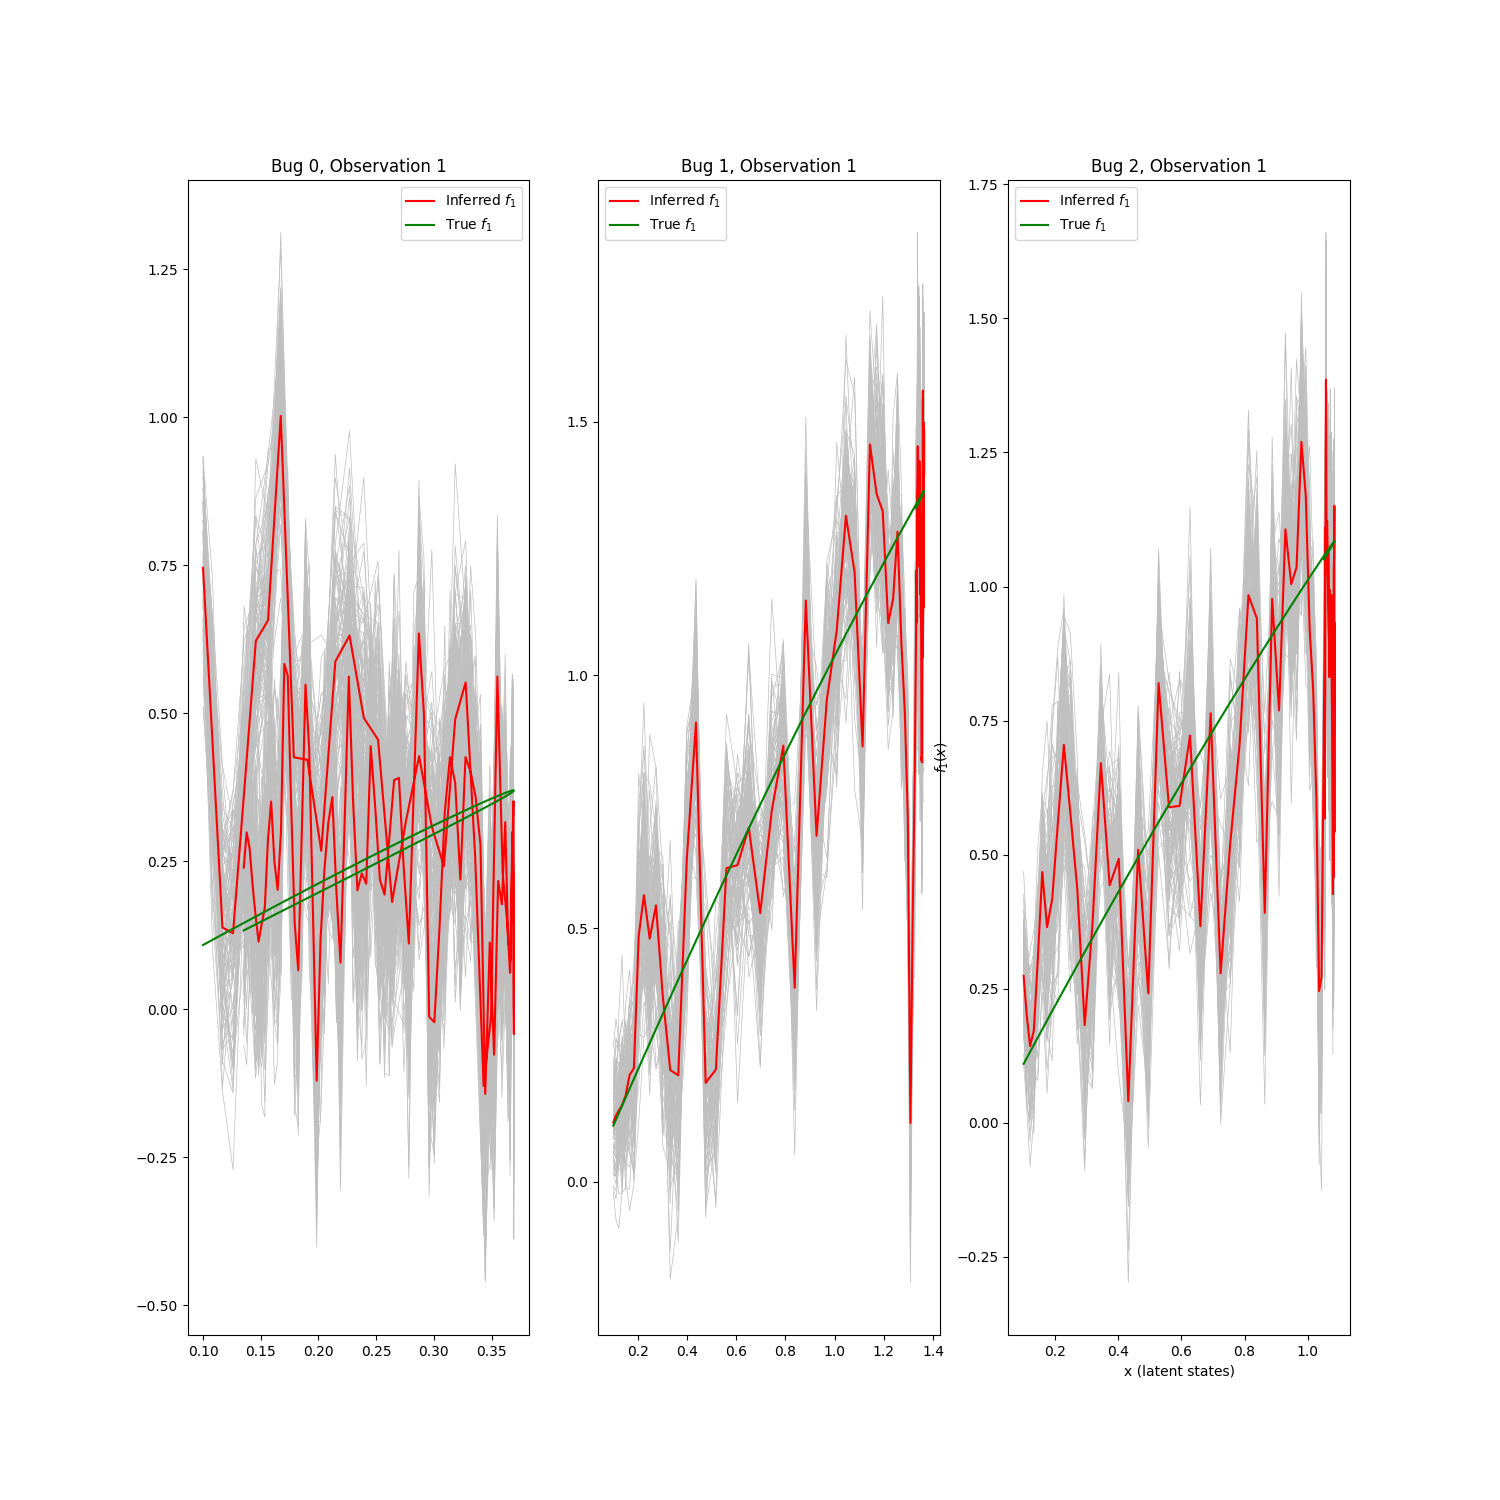 Bug 0, Observation 1
Inferred f₁
True f₁
1.25
1.00
0.75
0.50
0.25
0.00
−0.25
−0.50
0.10 0.15 0.20 0.25 0.30 0.35
Bug 1, Observation 1
Inferred f₁
True f₁
1.5
1.0
0.5
0.0
0.2 0.4 0.6 0.8 1.0 1.2 1.4
Bug 2, Observation 1
Inferred f₁
True f₁
f₁(x)
1.75
1.50
1.25
1.00
0.75
0.50
0.25
0.00
−0.25
0.2 0.4 0.6 0.8 1.0
x (latent states)